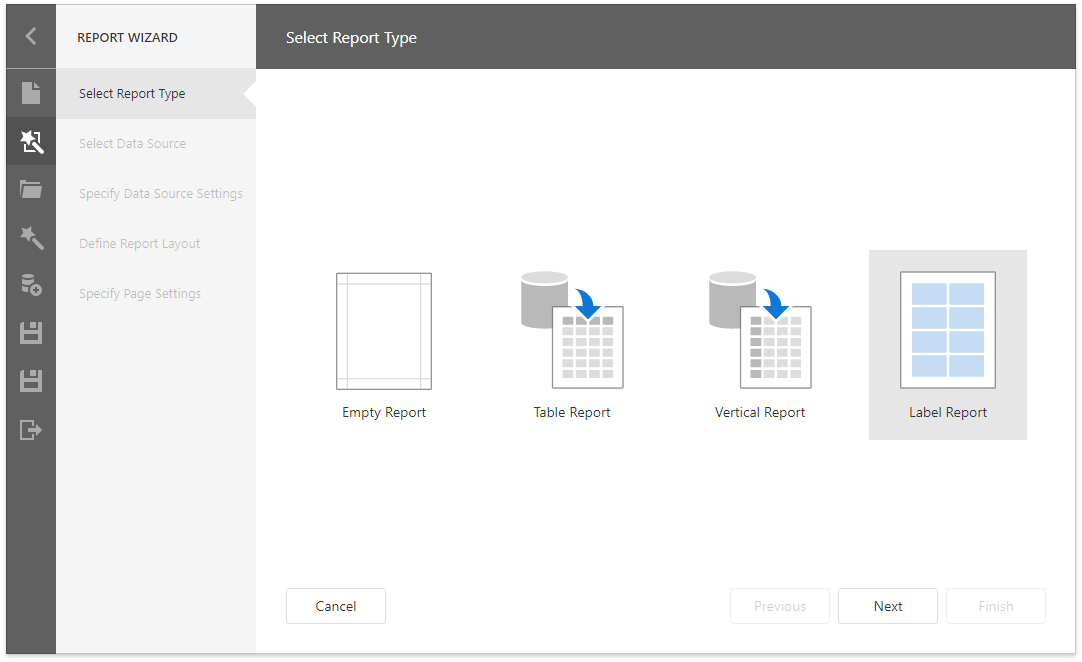 REPORT WIZARD
Select Report Type
Select Report Type
Select Data Source
Specify Data Source Settings
Define Report Layout
Specify Page Settings
Empty Report
Table Report
Vertical Report
Label Report
Cancel
Previous
Next
Finish